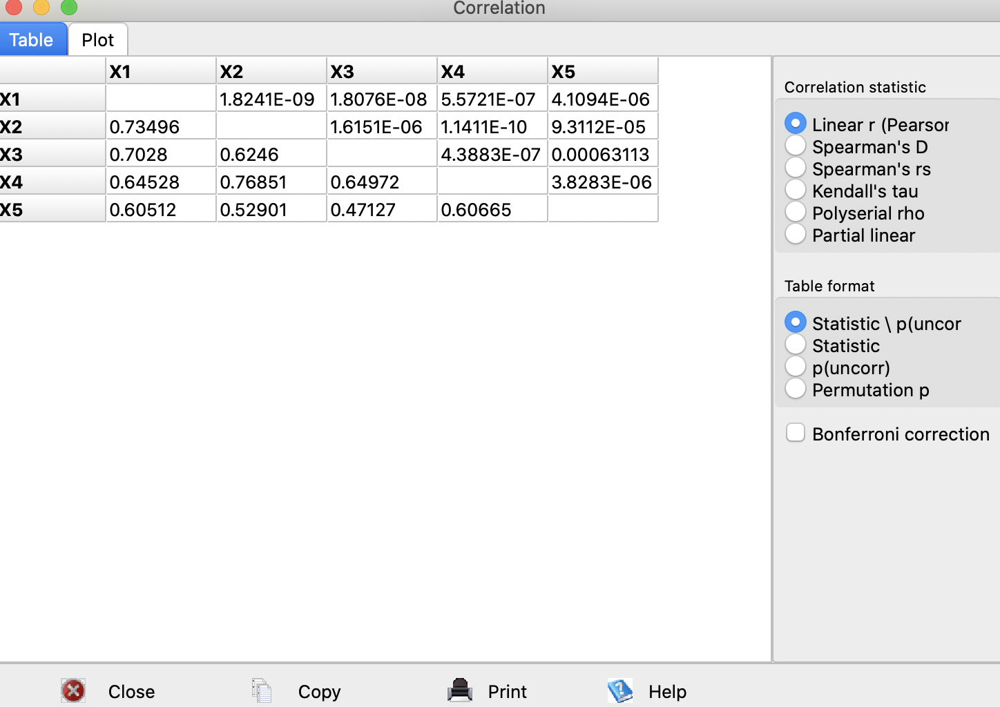 Correlation
Table Plot
X1 X2 X3 X4 X5
X1 1.8241E-09 1.8076E-08 5.5721E-07 4.1094E-06
X2 0.73496 1.6151E-06 1.1411E-10 9.3112E-05
X3 0.7028 0.6246 4.3883E-07 0.00063113
X4 0.64528 0.76851 0.64972 3.8283E-06
X5 0.60512 0.52901 0.47127 0.60665
Correlation statistic
Linear r (Pearsor
Spearman's D
Spearman's rs
Kendall's tau
Polyserial rho
Partial linear
Table format
Statistic \ p(uncor
Statistic
p(uncorr)
Permutation p
Bonferroni correction
Close Copy Print Help